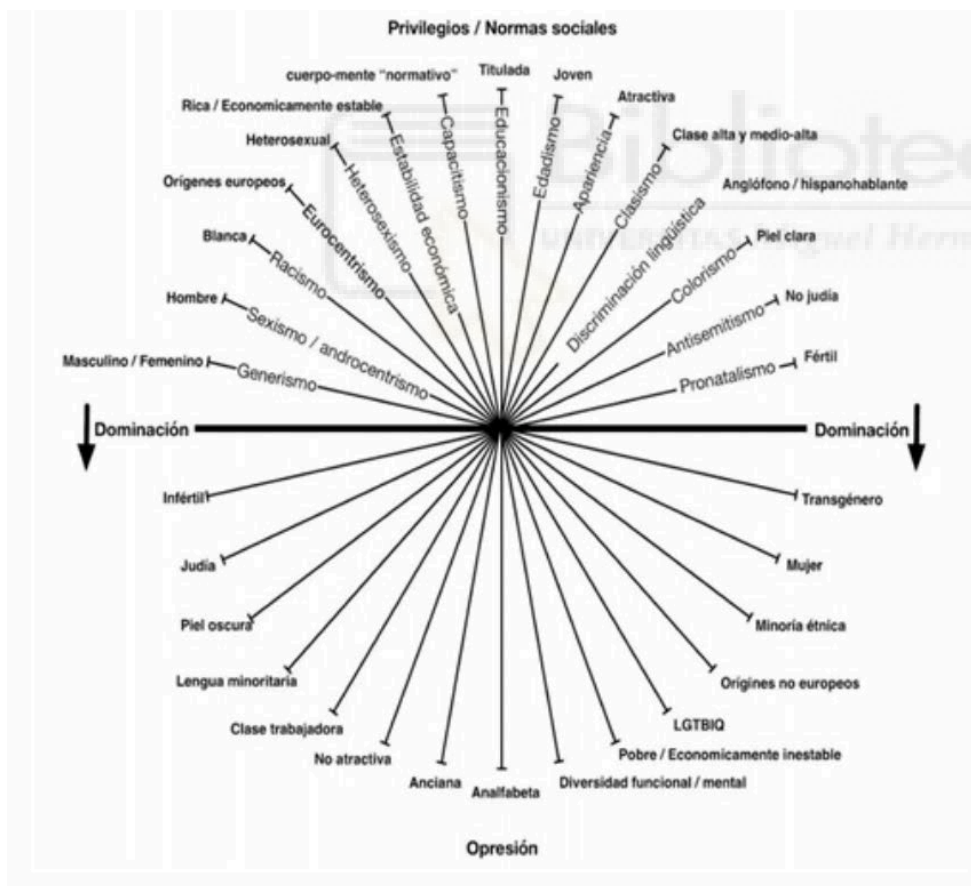 Privilegios / Normas sociales
cuerpo-mente "normativo"
Titulada
Joven
Rica / Economicamente estable
Atractiva
Heterosexual
Clase alta y medio-alta
Orígenes europeos
Anglófono / hispanohablante
Blanca
Piel clara
Hombre
No judía
Masculino / Femenino
Fértil
Generismo
Sexismo / androcentrismo
Racismo
Eurocentrismo
Heterosexismo
Estabilidad económica
Capacitismo
Educacionismo
Edadismo
Apariencia
Clasismo
Discriminación lingüística
Colorismo
Antisemitismo
Pronatalismo
Dominación
Dominación
Infértil
Transgénero
Judía
Mujer
Piel oscura
Minoría étnica
Lengua minoritaria
Orígines no europeos
Clase trabajadora
LGTBIQ
No atractiva
Pobre / Economicamente inestable
Anciana
Analfabeta
Diversidad funcional / mental
Opresión
Bibliotec
UNIVERSITAS Miguel Hern